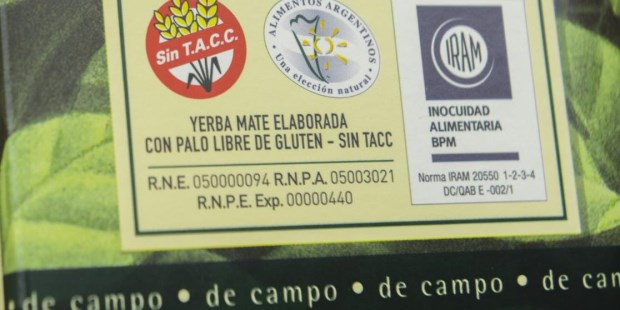 Sin T.A.C.C.
• ALIMENTOS ARGENTINOS •
Una elección natural
IRAM
INOCUIDAD
ALIMENTARIA
BPM
YERBA MATE ELABORADA
CON PALO LIBRE DE GLUTEN - SIN TACC
R.N.E. 050000094 R.N.P.A. 05003021
R.N.P.E. Exp. 00000440
Norma IRAM 20550 1-2-3-4
DC/QAB E -002/1
de campo • de campo • de campo • de cam